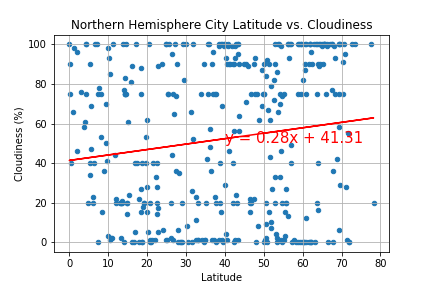 Northern Hemisphere City Latitude vs. Cloudiness
100
80
60
40
20
0
Cloudiness (%)
y = 0.28x + 41.31
0 10 20 30 40 50 60 70 80
Latitude